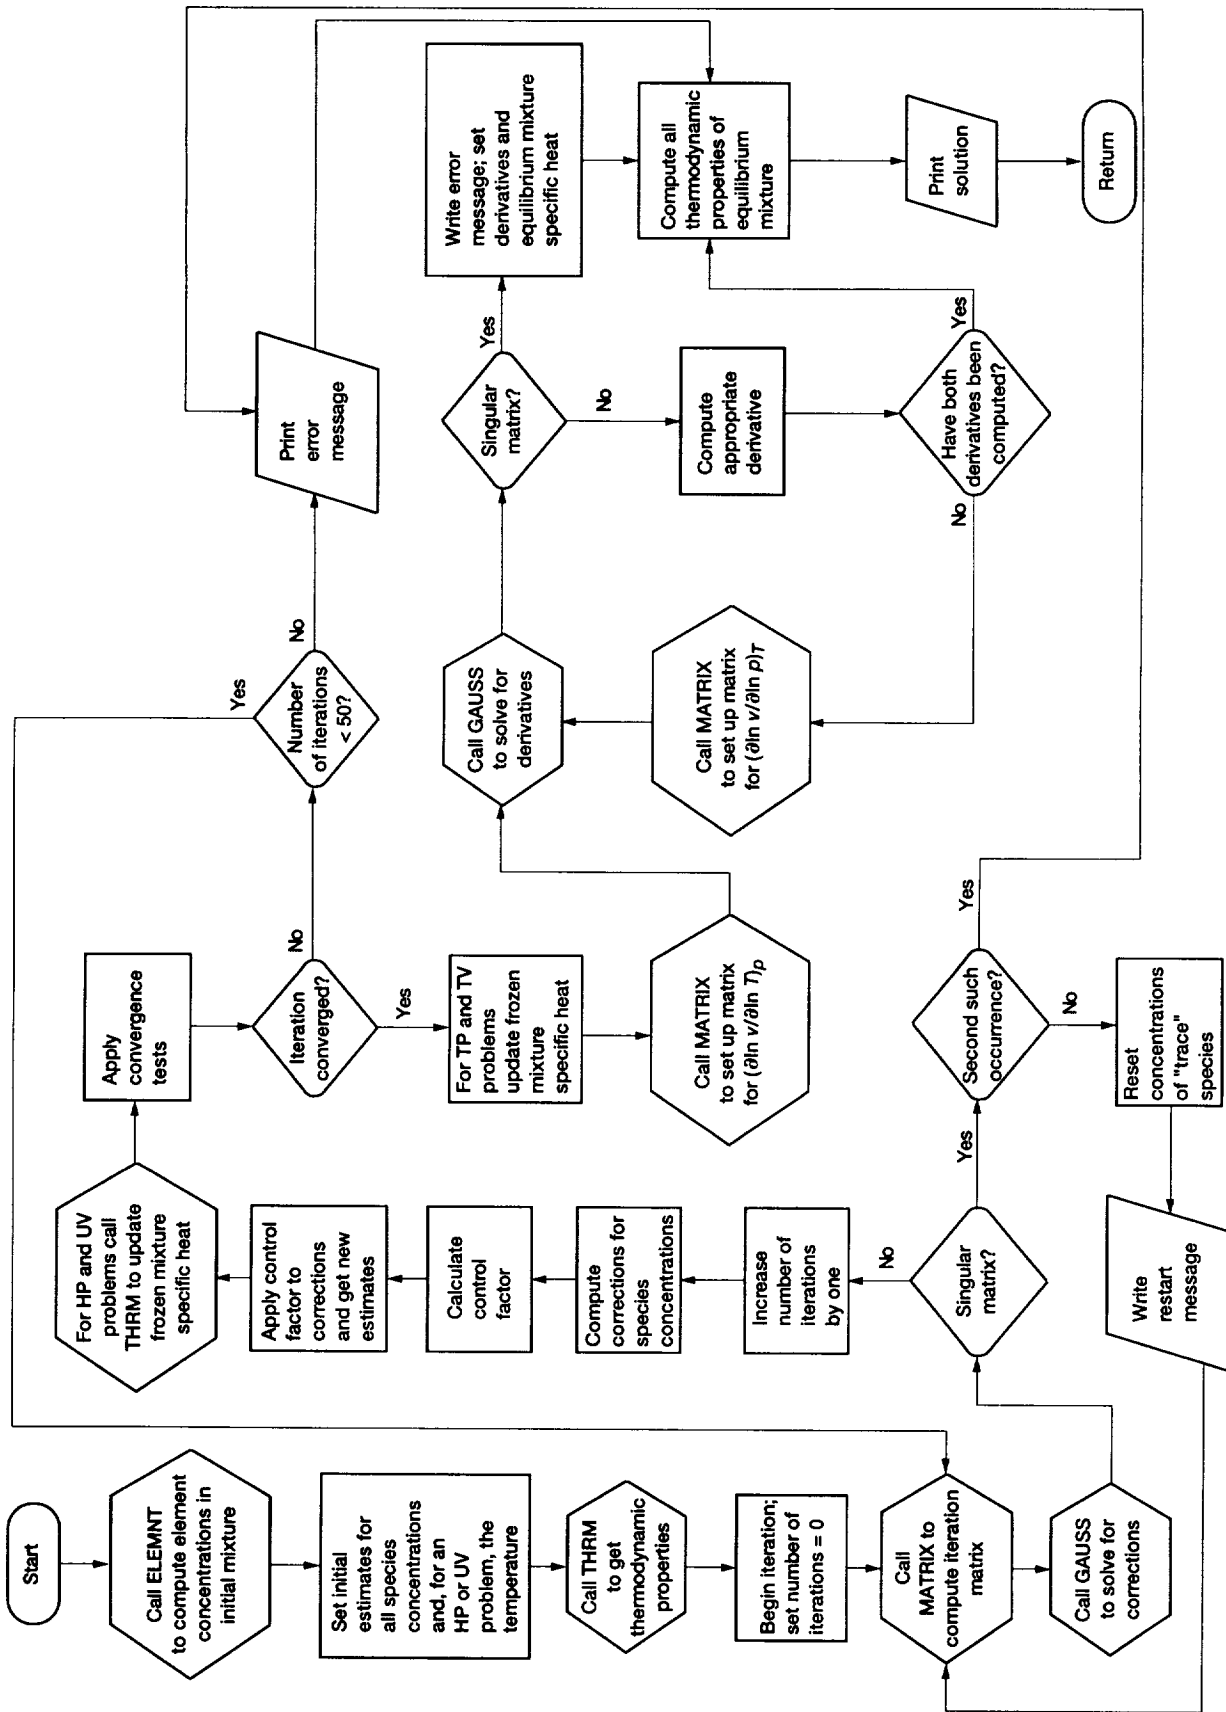 Start
Call ELEMNT
to compute element
concentrations in
initial mixture
Set initial
estimates for
all species
concentrations
and, for an
HP or UV
problem, the
temperature
Call THRM
to get
thermodynamic
properties
Begin iteration;
set number of
iterations = 0
Call
MATRIX to
compute iteration
matrix
Call GAUSS
to solve for
corrections
Singular
matrix?
No
Yes
Increase
number of
iterations
by one
Compute
corrections for
species
concentrations
Calculate
control
factor
Apply control
factor to
corrections
and get new
estimates
For HP and UV
problems call
THRM to update
frozen mixture
specific heat
Second such
occurrence?
Yes
No
Reset
concentrations
of "trace"
species
Write
restart
message
Apply
convergence
tests
Iteration
converged?
No
Yes
For TP and TV
problems
update frozen
mixture
specific heat
Call MATRIX
to set up matrix
for (∂ln v/∂ln T)p
Number
of iterations
< 50?
Yes
No
Print
error
message
Call GAUSS
to solve for
derivatives
Call MATRIX
to set up matrix
for (∂ln v/∂ln p)T
Singular
matrix?
Yes
No
Compute
appropriate
derivative
Have both
derivatives been
computed?
No
Yes
Write error
message; set
derivatives and
equilibrium mixture
specific heat
Compute all
thermodynamic
properties of
equilibrium
mixture
Print
solution
Return